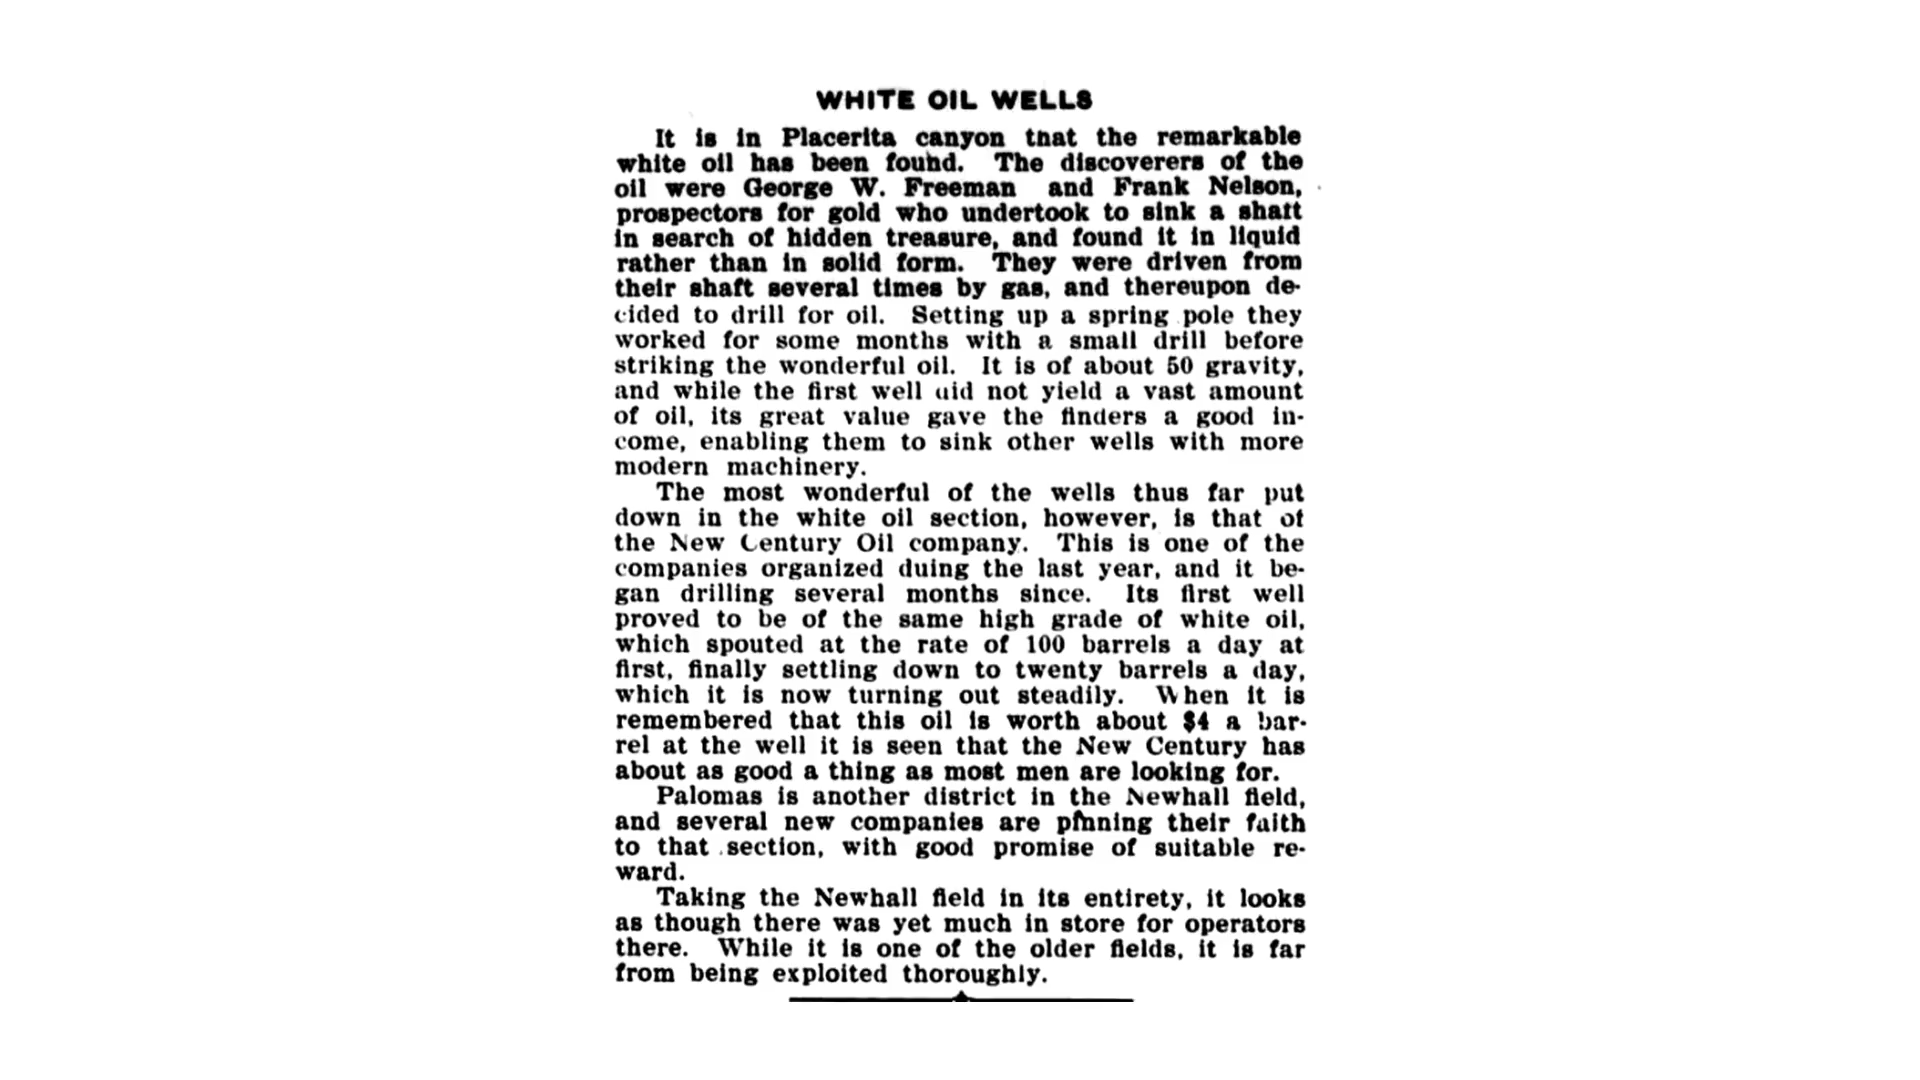 WHITE OIL WELLS
It is in Placerita canyon tnat the remarkable
white oil has been found. The discoverers of the
oil were George W. Freeman and Frank Nelson,
prospectors for gold who undertook to sink a shaft
in search of hidden treasure, and found it in liquid
rather than in solid form. They were driven from
their shaft several times by gas, and thereupon de-
cided to drill for oil. Setting up a spring pole they
worked for some months with a small drill before
striking the wonderful oil. It is of about 50 gravity,
and while the first well did not yield a vast amount
of oil, its great value gave the finders a good in-
come, enabling them to sink other wells with more
modern machinery.
The most wonderful of the wells thus far put
down in the white oil section, however, is that of
the New Century Oil company. This is one of the
companies organized duing the last year, and it be-
gan drilling several months since. Its first well
proved to be of the same high grade of white oil,
which spouted at the rate of 100 barrels a day at
first, finally settling down to twenty barrels a day,
which it is now turning out steadily. When it is
remembered that this oil is worth about $4 a bar-
rel at the well it is seen that the New Century has
about as good a thing as most men are looking for.
Palomas is another district in the Newhall field,
and several new companies are pinning their faith
to that section, with good promise of suitable re-
ward.
Taking the Newhall field in its entirety, it looks
as though there was yet much in store for operators
there. While it is one of the older fields, it is far
from being exploited thoroughly.